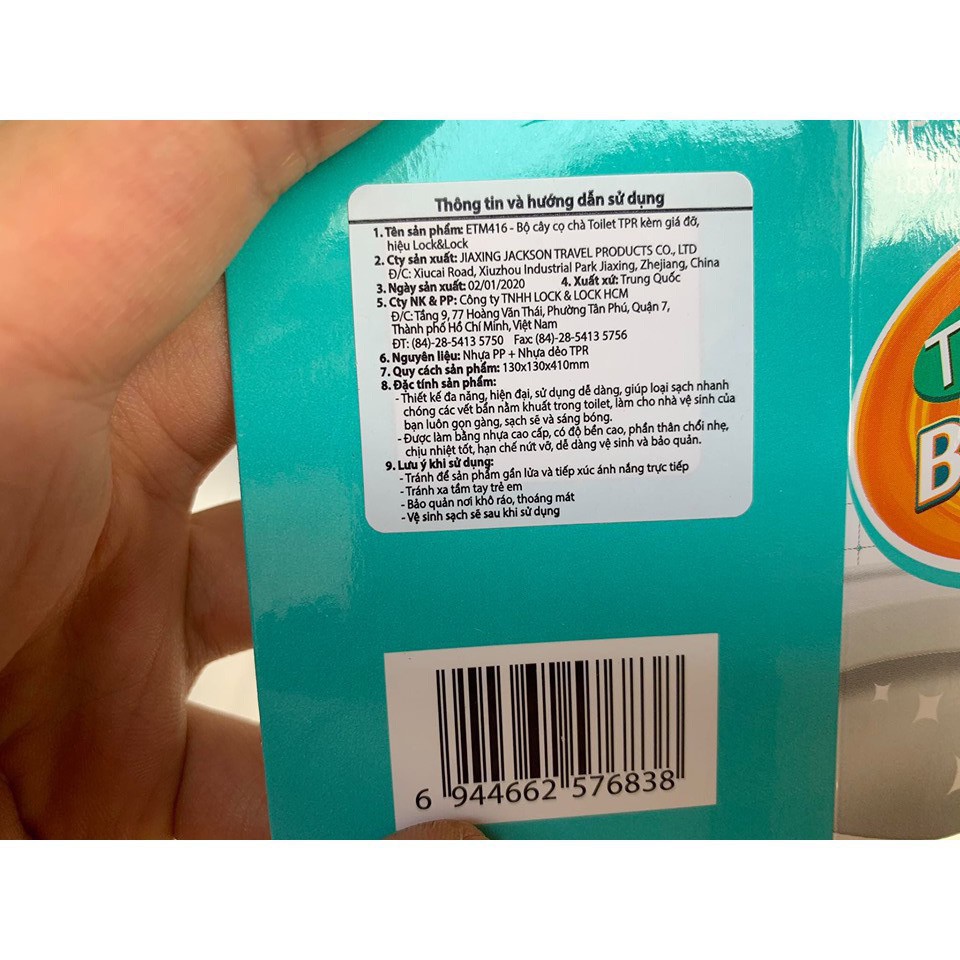 Thông tin và hướng dẫn sử dụng
1. Tên sản phẩm: ETM416 - Bộ cây cọ chà Toilet TPR kèm giá đỡ,
hiệu Lock&Lock
2. Cty sản xuất: JIAXING JACKSON TRAVEL PRODUCTS CO., LTD
Đ/C: Xiucai Road, Xiuzhou Industrial Park Jiaxing, Zhejiang, China
3. Ngày sản xuất: 02/01/2020 4. Xuất xứ: Trung Quốc
5. Cty NK & PP: Công ty TNHH LOCK & LOCK HCM
Đ/C: Tầng 9, 77 Hoàng Văn Thái, Phường Tân Phú, Quận 7,
Thành phố Hồ Chí Minh, Việt Nam
ĐT: (84)-28-5413 5750 Fax: (84)-28-5413 5756
6. Nguyên liệu: Nhựa PP + Nhựa dẻo TPR
7. Quy cách sản phẩm: 130x130x410mm
8. Đặc tính sản phẩm:
- Thiết kế đa năng, hiện đại, sử dụng dễ dàng, giúp loại sạch nhanh
chóng các vết bẩn nằm khuất trong toilet, làm cho nhà vệ sinh của
bạn luôn gọn gàng, sạch sẽ và sáng bóng.
- Được làm bằng nhựa cao cấp, có độ bền cao, phần thân chổi nhẹ,
chịu nhiệt tốt, hạn chế nứt vỡ, dễ dàng vệ sinh và bảo quản.
9. Lưu ý khi sử dụng:
- Tránh để sản phẩm gần lửa và tiếp xúc ánh nắng trực tiếp
- Tránh xa tầm tay trẻ em
- Bảo quản nơi khô ráo, thoáng mát
- Vệ sinh sạch sẽ sau khi sử dụng
6 944662 576838